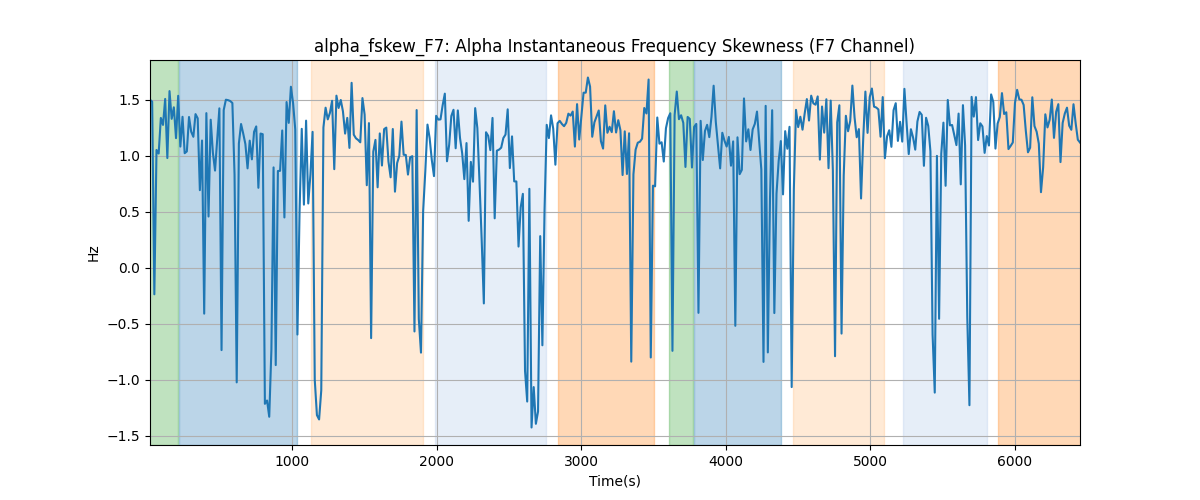 alpha_fskew_F7: Alpha Instantaneous Frequency Skewness (F7 Channel)
Hz
1.5
1.0
0.5
0.0
−0.5
−1.0
−1.5
1000 2000 3000 4000 5000 6000
Time(s)